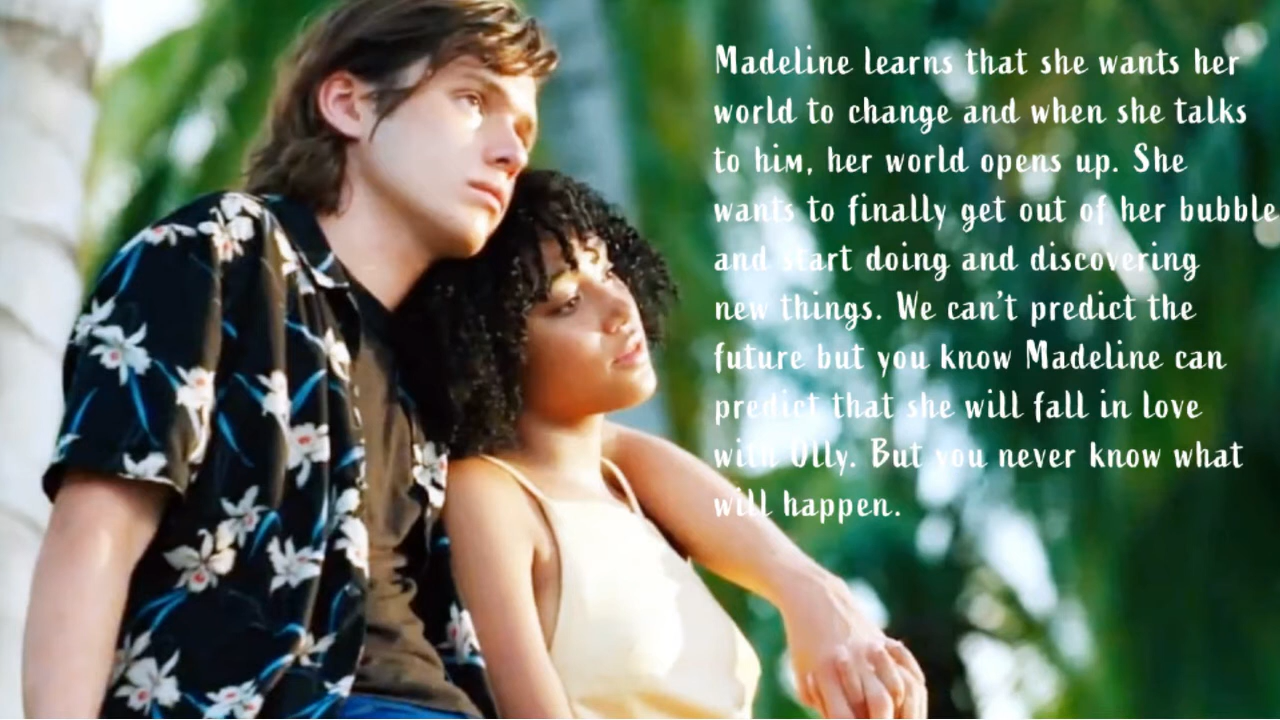 Madeline learns that she wants her
world to change and when she talks
to him, her world opens up. She
wants to finally get out of her bubble
and start doing and discovering
new things. We can't predict the
future but you know Madeline can
predict that she will fall in love
with Olly. But you never know what
will happen.